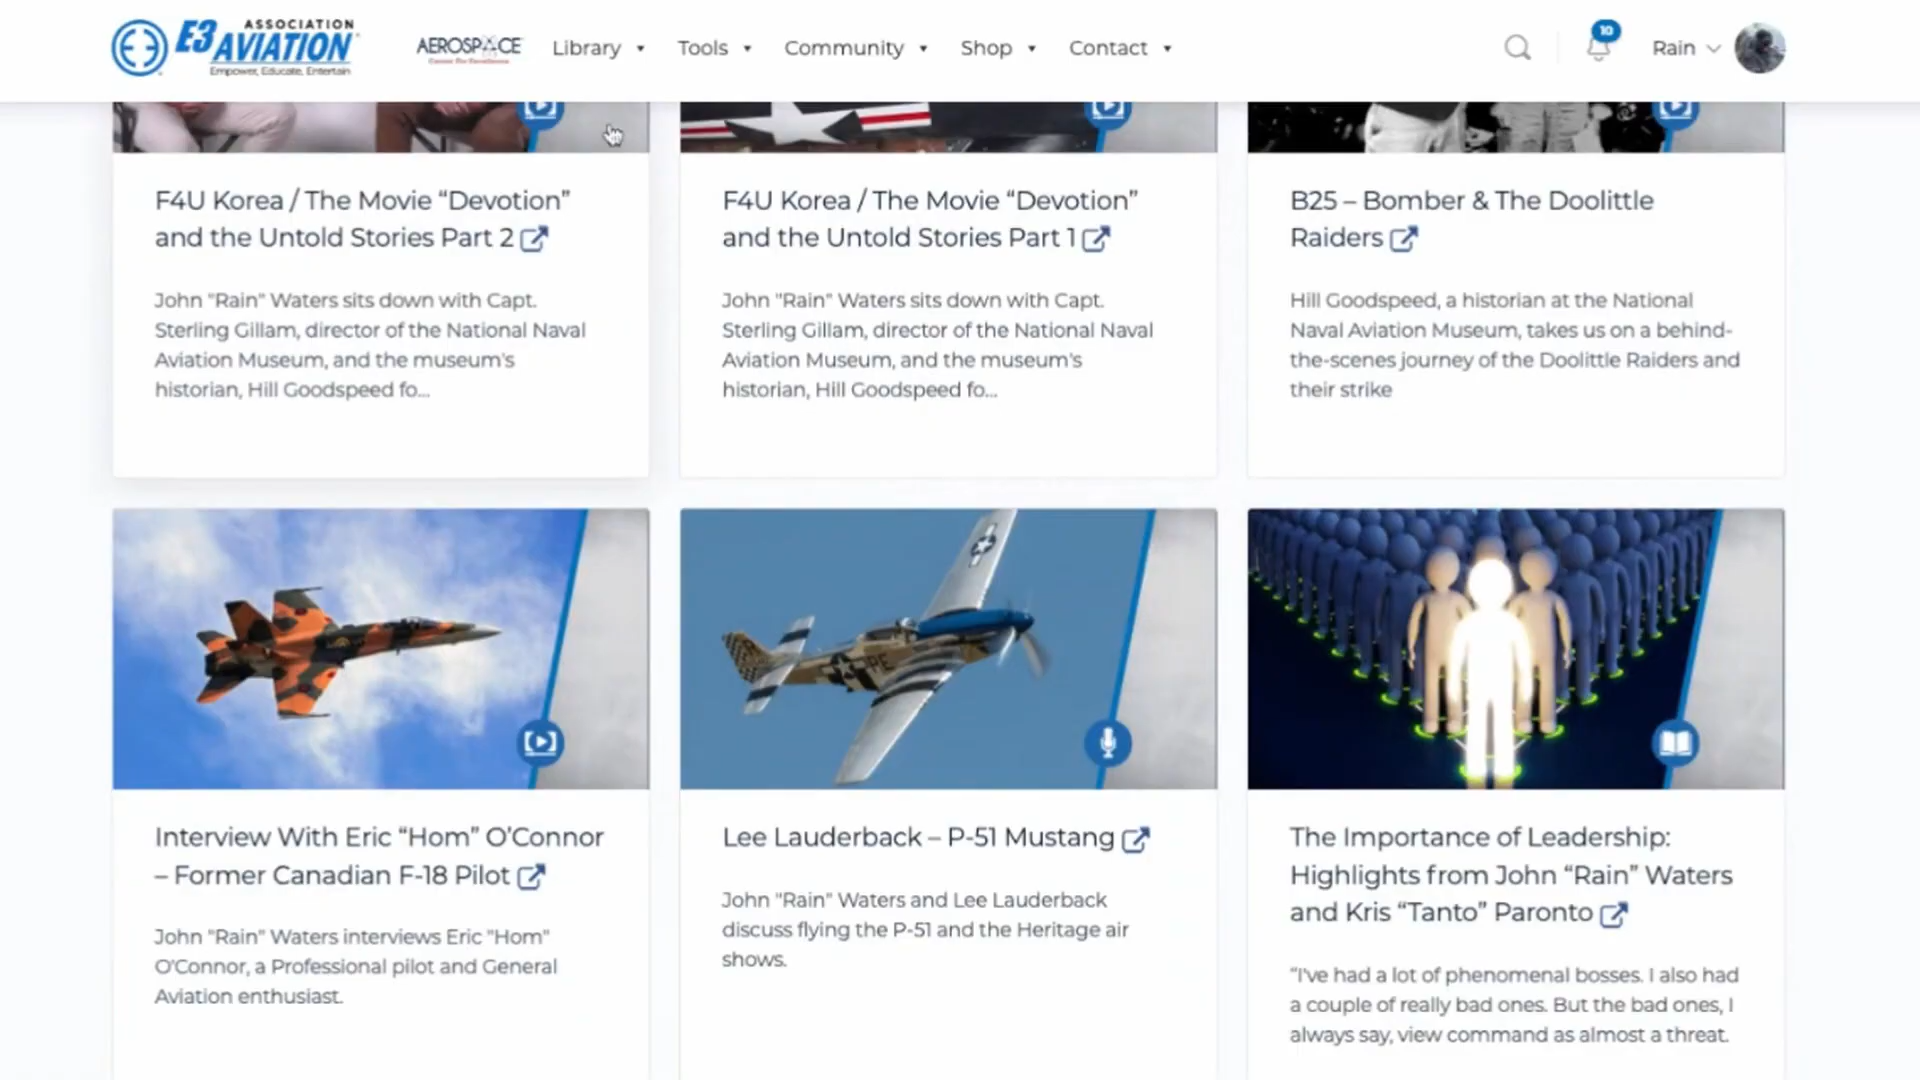 ASSOCIATION
E3 AVIATION
Empower, Educate, Entertain
AEROSPACE
Center For Excellence
Library
Tools
Community
Shop
Contact
10
Rain
F4U Korea / The Movie “Devotion”
and the Untold Stories Part 2
John "Rain" Waters sits down with Capt.
Sterling Gillam, director of the National Naval
Aviation Museum, and the museum's
historian, Hill Goodspeed fo...
F4U Korea / The Movie “Devotion”
and the Untold Stories Part 1
John "Rain" Waters sits down with Capt.
Sterling Gillam, director of the National Naval
Aviation Museum, and the museum's
historian, Hill Goodspeed fo...
B25 – Bomber & The Doolittle
Raiders
Hill Goodspeed, a historian at the National
Naval Aviation Museum, takes us on a behind-
the-scenes journey of the Doolittle Raiders and
their strike
PE
Interview With Eric “Hom” O’Connor
– Former Canadian F-18 Pilot
John "Rain" Waters interviews Eric "Hom"
O'Connor, a Professional pilot and General
Aviation enthusiast.
Lee Lauderback – P-51 Mustang
John "Rain" Waters and Lee Lauderback
discuss flying the P-51 and the Heritage air
shows.
The Importance of Leadership:
Highlights from John “Rain” Waters
and Kris “Tanto” Paronto
“I've had a lot of phenomenal bosses. I also had
a couple of really bad ones. But the bad ones, I
always say, view command as almost a threat.